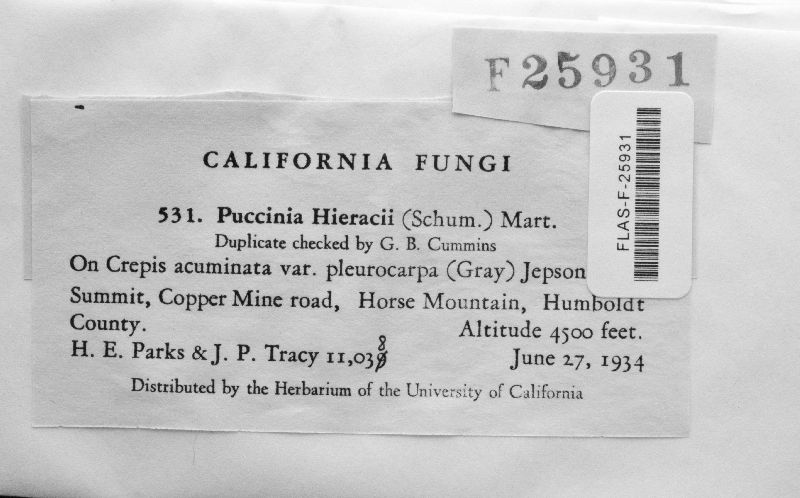 F25931
FLAS-F-25931
CALIFORNIA FUNGI
531. Puccinia Hieracii (Schum.) Mart.
Duplicate checked by G. B. Cummins
On Crepis acuminata var. pleurocarpa (Gray) Jepson
Summit, Copper Mine road, Horse Mountain, Humboldt
County. Altitude 4500 feet.
H. E. Parks & J. P. Tracy 11,038 June 27, 1934
Distributed by the Herbarium of the University of California